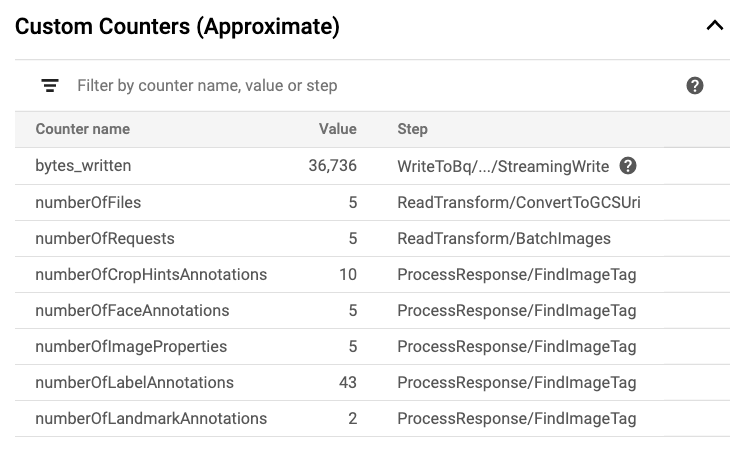 Custom Counters (Approximate)
Filter by counter name, value or step
Counter name Value Step
bytes_written 36,736 WriteToBq/.../StreamingWrite
numberOfFiles 5 ReadTransform/ConvertToGCSUri
numberOfRequests 5 ReadTransform/BatchImages
numberOfCropHintsAnnotations 10 ProcessResponse/FindImageTag
numberOfFaceAnnotations 5 ProcessResponse/FindImageTag
numberOfImageProperties 5 ProcessResponse/FindImageTag
numberOfLabelAnnotations 43 ProcessResponse/FindImageTag
numberOfLandmarkAnnotations 2 ProcessResponse/FindImageTag